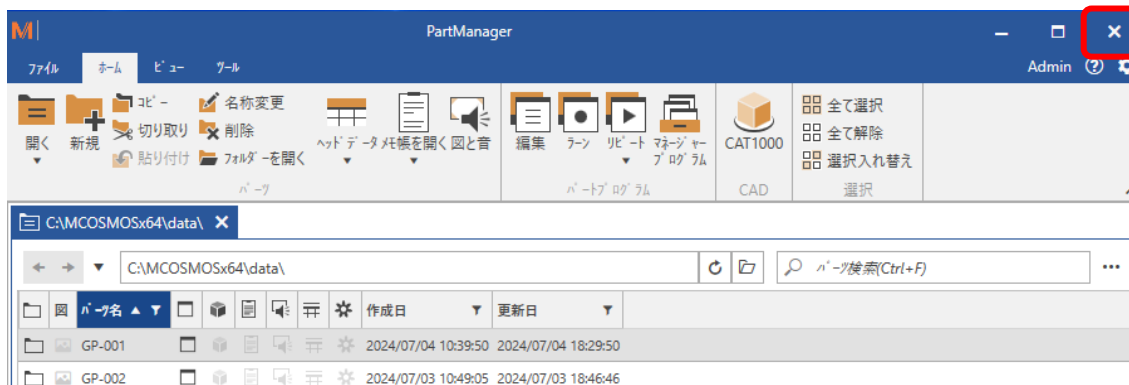 M PartManager
ファイル ホーム ビュー ツール Admin
コピー 名称変更 全て選択
切り取り 削除 全て解除
開く 新規 貼り付け フォルダーを開く ヘッドデータ メモ帳を開く 図と音 編集 ラーン リピート マネージャープログラム CAT1000 選択入れ替え
パーツ パートプログラム CAD 選択
C:\MCOSMOSx64\data\
C:\MCOSMOSx64\data\ パーツ検索(Ctrl+F)
図 パーツ名 作成日 更新日
GP-001 2024/07/04 10:39:50 2024/07/04 18:29:50
GP-002 2024/07/03 10:49:05 2024/07/03 18:46:46